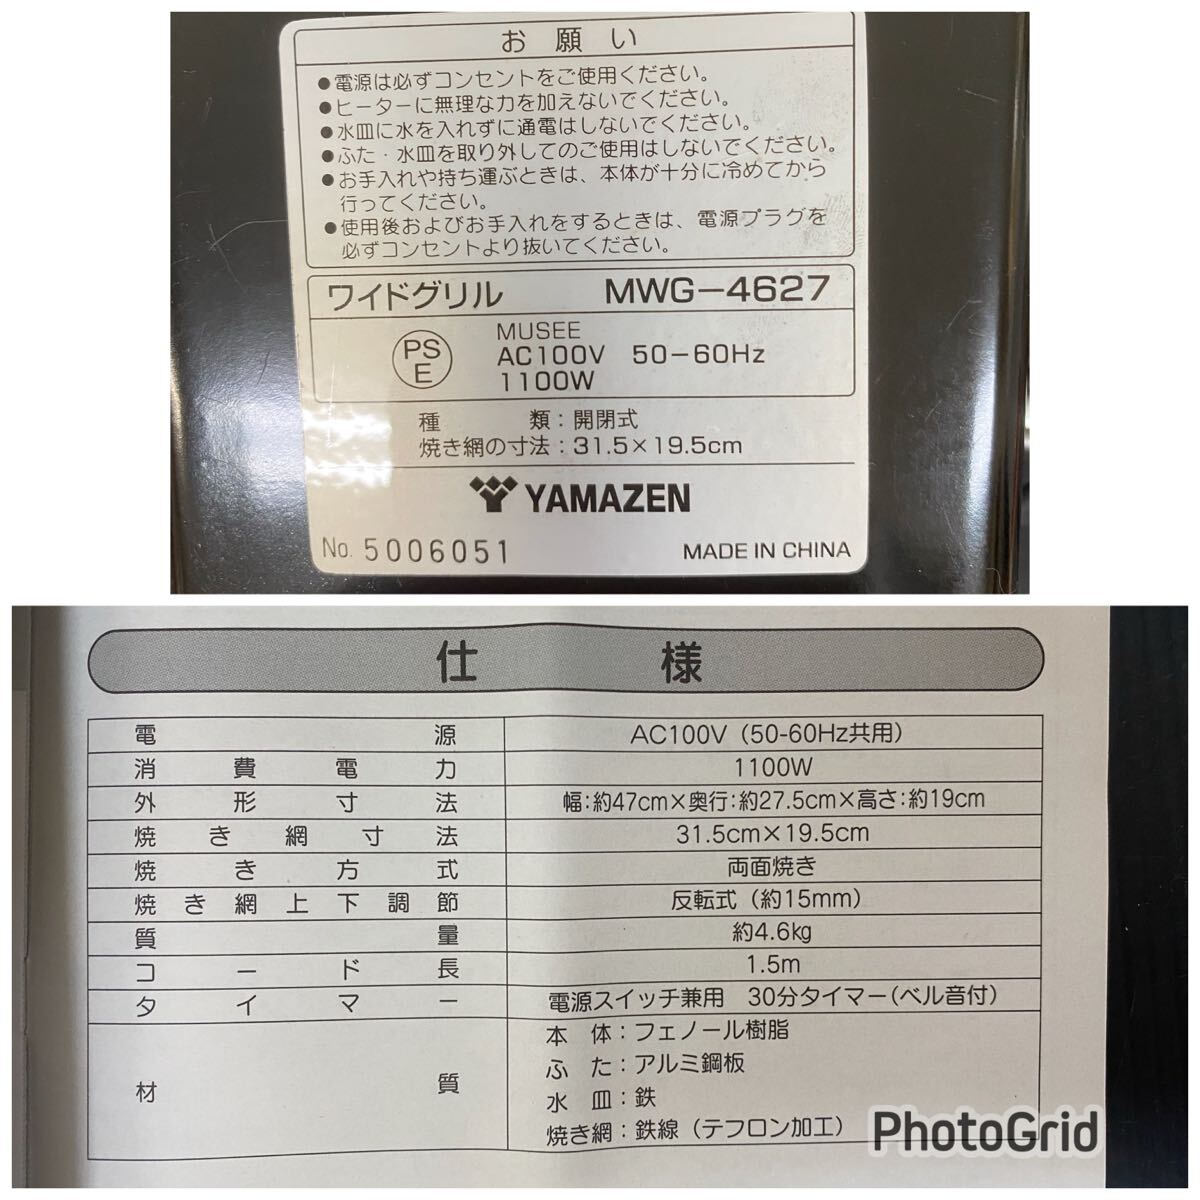 お願い
●電源は必ずコンセントをご使用ください。
●ヒーターに無理な力を加えないでください。
●水皿に水を入れずに通電はしないでください。
●ふた・水皿を取り外してのご使用はしないでください。
●お手入れや持ち運ぶときは、本体が十分に冷めてから
行ってください。
●使用後およびお手入れをするときは、電源プラグを
必ずコンセントより抜いてください。
ワイドグリル MWG-4627
PS
E
MUSEE
AC100V 50-60Hz
1100W
種類：開閉式
焼き網の寸法：31.5×19.5cm
YAMAZEN
No. 5006051 MADE IN CHINA
仕様
電源 AC100V（50-60Hz共用）
消費電力 1100W
外形寸法 幅：約47cm×奥行：約27.5cm×高さ：約19cm
焼き網寸法 31.5cm×19.5cm
焼き方式 両面焼き
焼き網上下調節 反転式（約15mm）
質量 約4.6kg
コード長 1.5m
タイマー 電源スイッチ兼用 30分タイマー（ベル音付）
材質 本体：フェノール樹脂
ふた：アルミ鋼板
水皿：鉄
焼き網：鉄線（テフロン加工）
PhotoGrid